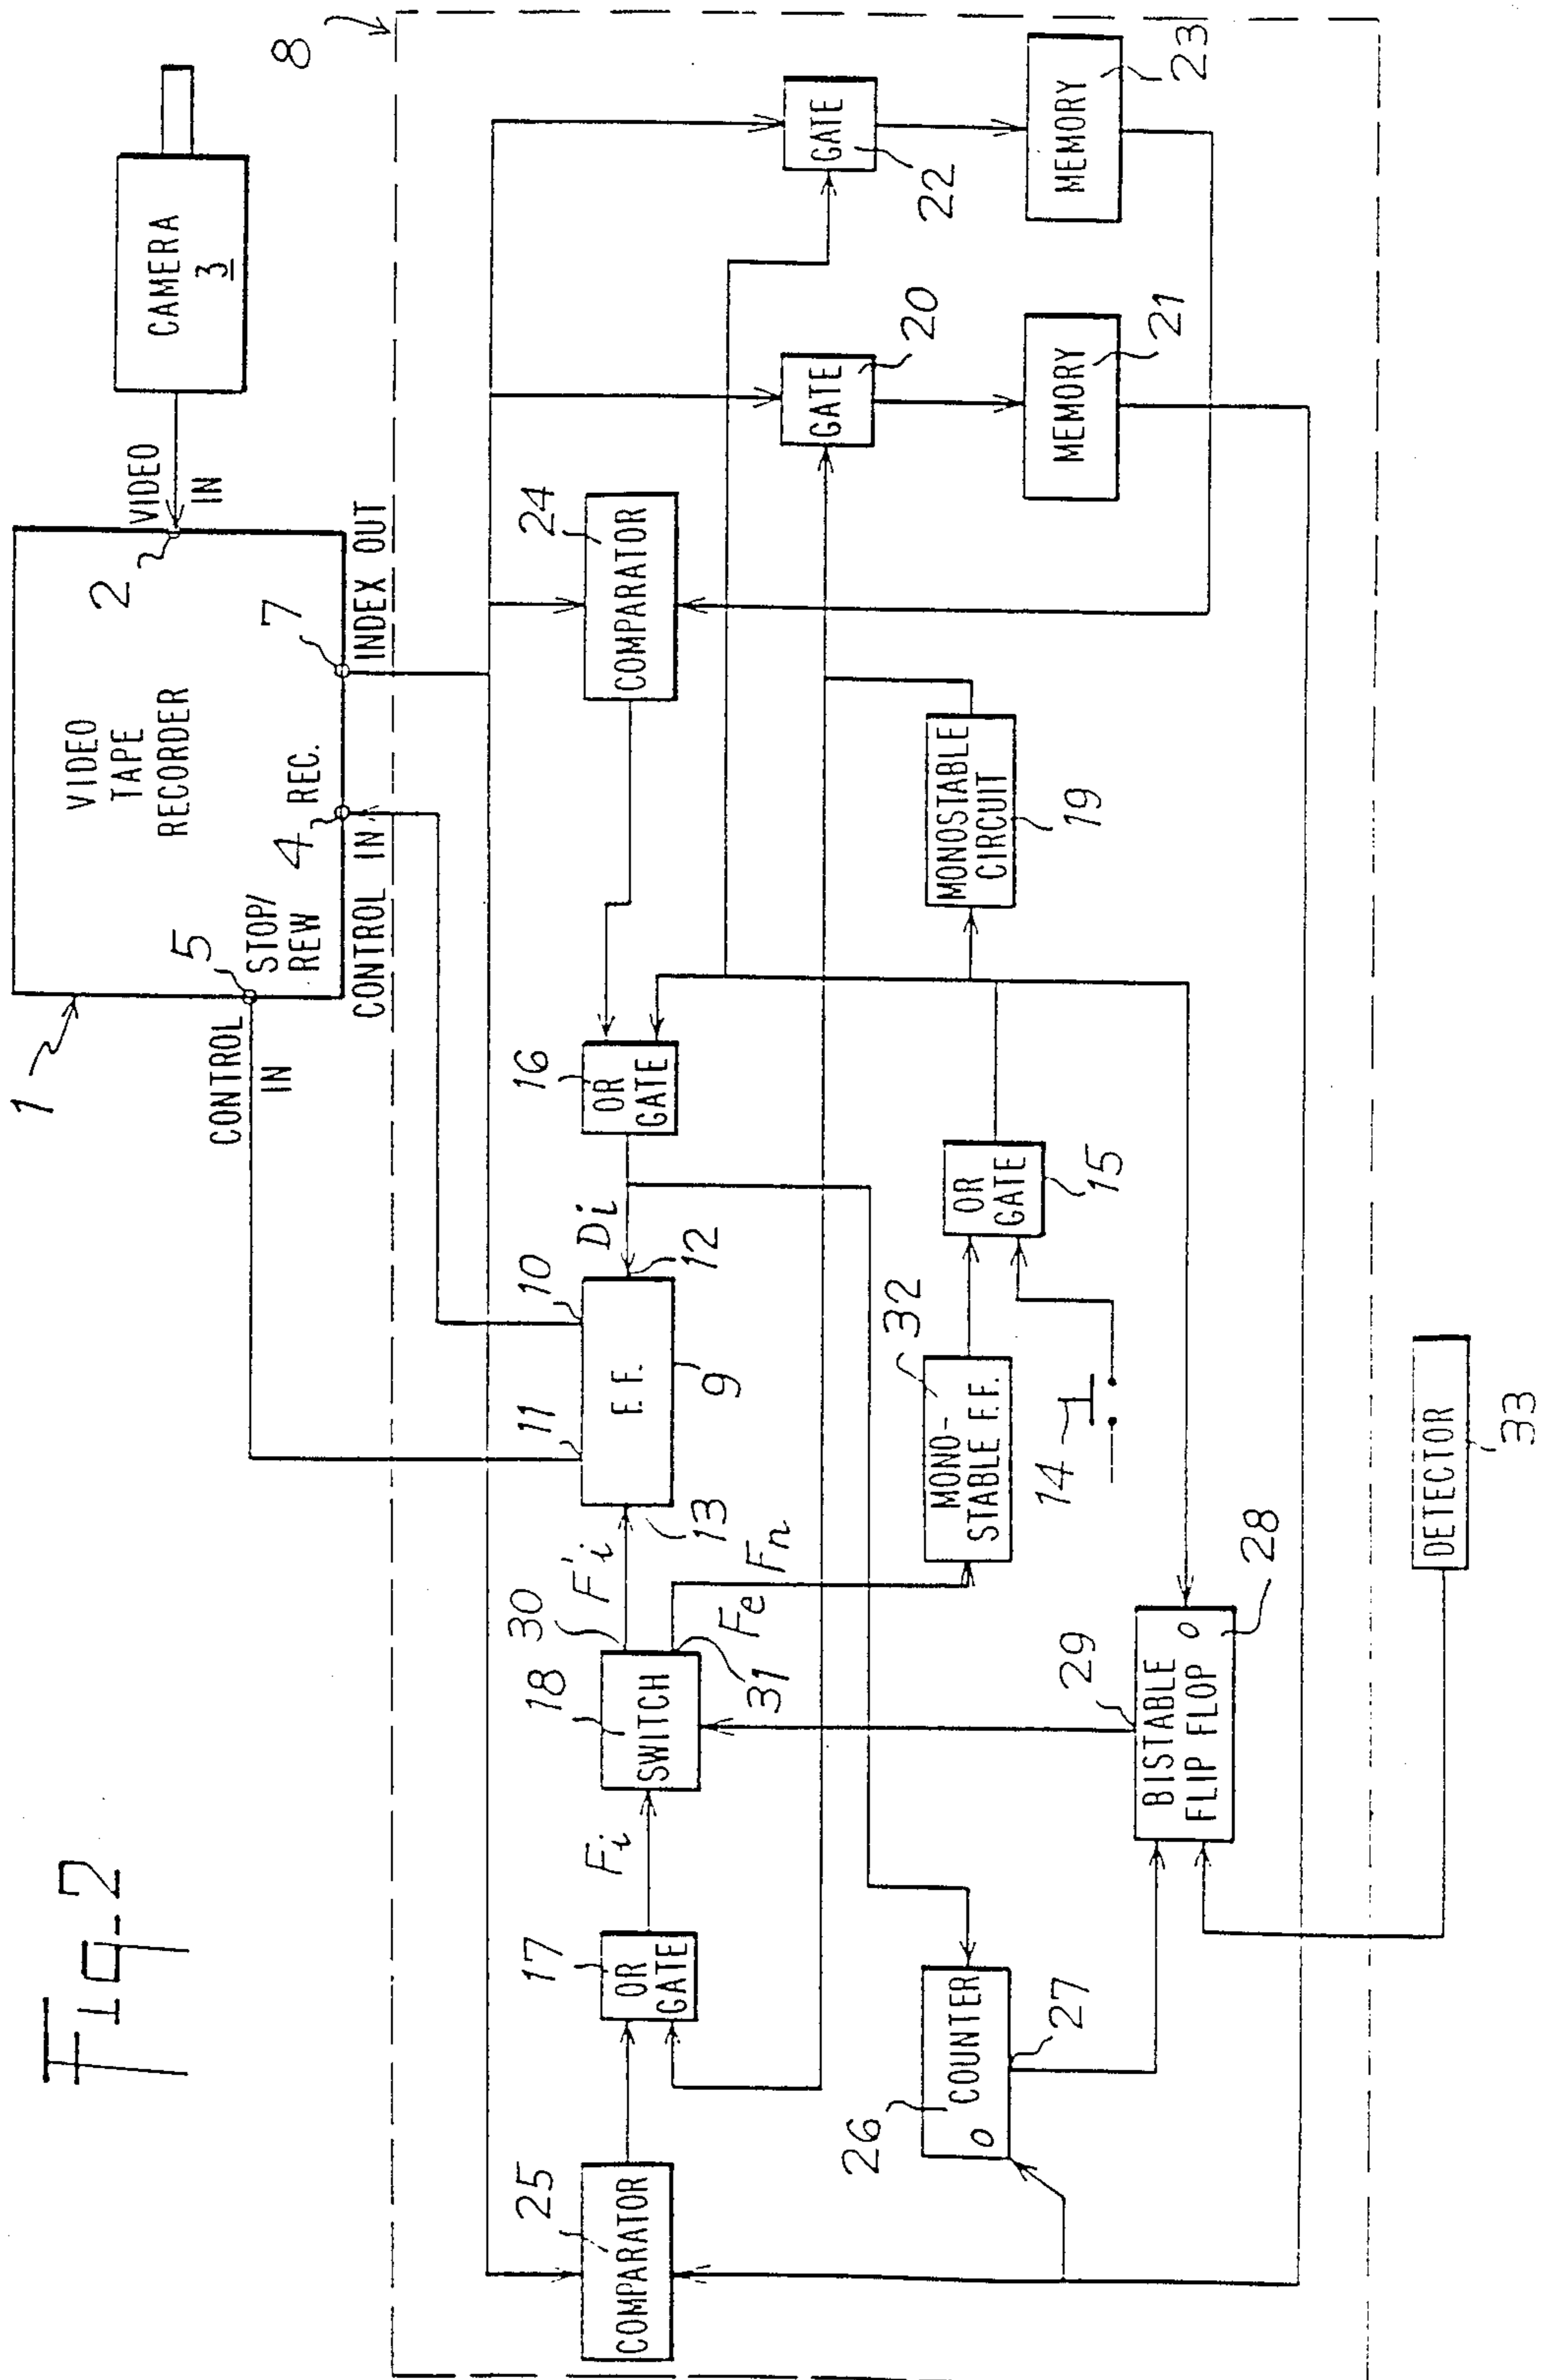 Fig. 2
1
VIDEO
TAPE
RECORDER
2
VIDEO
IN
CAMERA
3
8
5
STOP/
REW
4
REC.
7
INDEX OUT
CONTROL
IN
CONTROL IN
25
COMPARATOR
17
OR
GATE
Fi
18
SWITCH
30
31
F'i
Fe
Fn
13
11
10
F.F.
9
12
Di
16
OR
GATE
24
COMPARATOR
GATE
20
GATE
22
26
COUNTER
0
27
MONO-
STABLE F.F.
32
14
OR
GATE
15
MONOSTABLE
CIRCUIT
19
MEMORY
21
MEMORY
23
29
BISTABLE
FLIP FLOP
0
28
DETECTOR
33